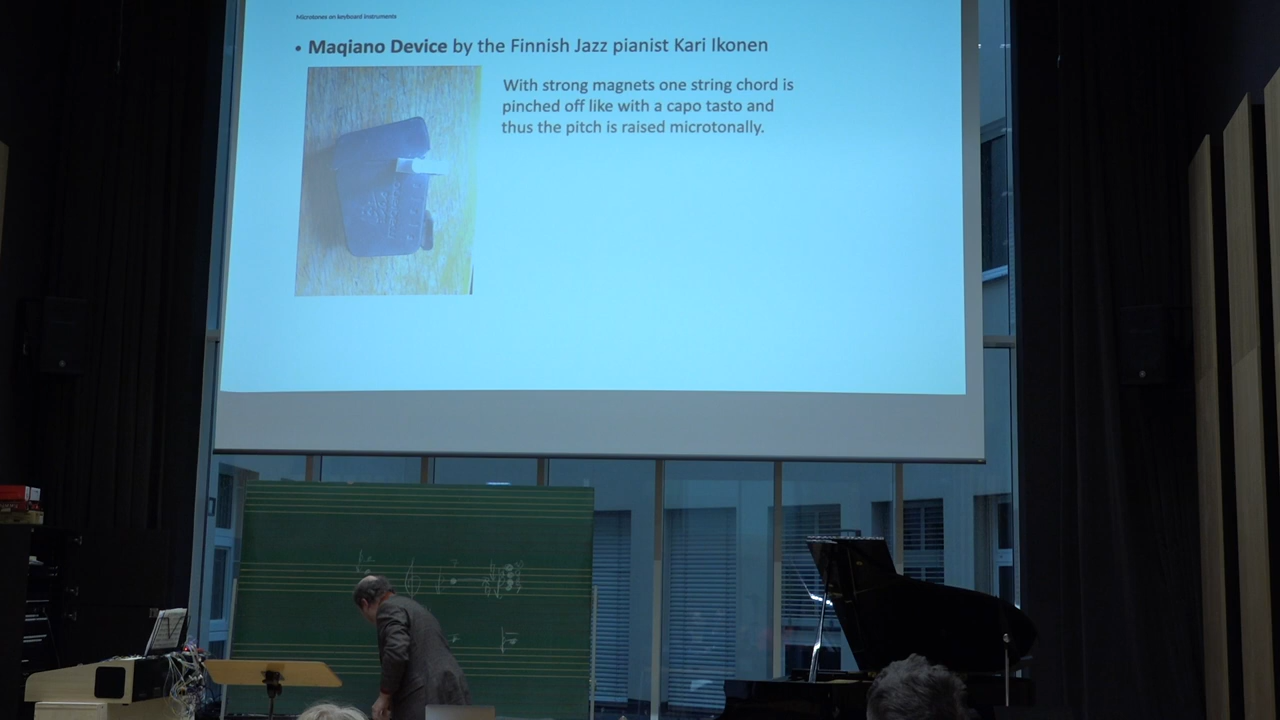 Microtones on keyboard instruments
• Maqiano Device by the Finnish Jazz pianist Kari Ikonen
With strong magnets one string chord is
pinched off like with a capo tasto and
thus the pitch is raised microtonally.